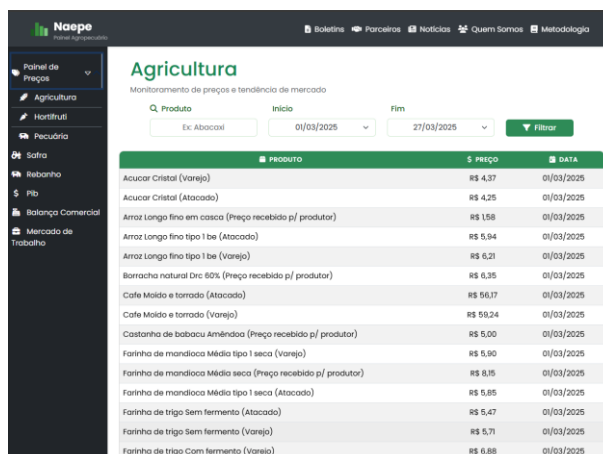 Naepe
Painel Agropecuário
Boletins Parceiros Notícias Quem Somos Metodologia
Painel de
Preços
Agricultura
Hortifruti
Pecuária
Safra
Rebanho
Pib
Balança Comercial
Mercado de
Trabalho
Agricultura
Monitoramento de preços e tendência de mercado
Produto Início Fim
Ex: Abacaxi 01/03/2025 27/03/2025 Filtrar
PRODUTO $ PREÇO DATA
Acucar Cristal (Varejo) R$ 4,37 01/03/2025
Acucar Cristal (Atacado) R$ 4,25 01/03/2025
Arroz Longo fino em casca (Preço recebido p/ produtor) R$ 1,58 01/03/2025
Arroz Longo fino tipo 1 be (Atacado) R$ 5,94 01/03/2025
Arroz Longo fino tipo 1 be (Varejo) R$ 6,21 01/03/2025
Borracha natural Drc 60% (Preço recebido p/ produtor) R$ 6,35 01/03/2025
Cafe Moído e torrado (Atacado) R$ 56,17 01/03/2025
Cafe Moído e torrado (Varejo) R$ 59,24 01/03/2025
Castanha de babacu Amêndoa (Preço recebido p/ produtor) R$ 5,00 01/03/2025
Farinha de mandioca Média tipo 1 seca (Varejo) R$ 5,90 01/03/2025
Farinha de mandioca Média seca (Preço recebido p/ produtor) R$ 8,15 01/03/2025
Farinha de mandioca Média tipo 1 seca (Atacado) R$ 5,85 01/03/2025
Farinha de trigo Sem fermento (Atacado) R$ 5,47 01/03/2025
Farinha de trigo Sem fermento (Varejo) R$ 5,71 01/03/2025
Farinha de trigo Com fermento (Varejo) R$ 6,88 01/03/2025